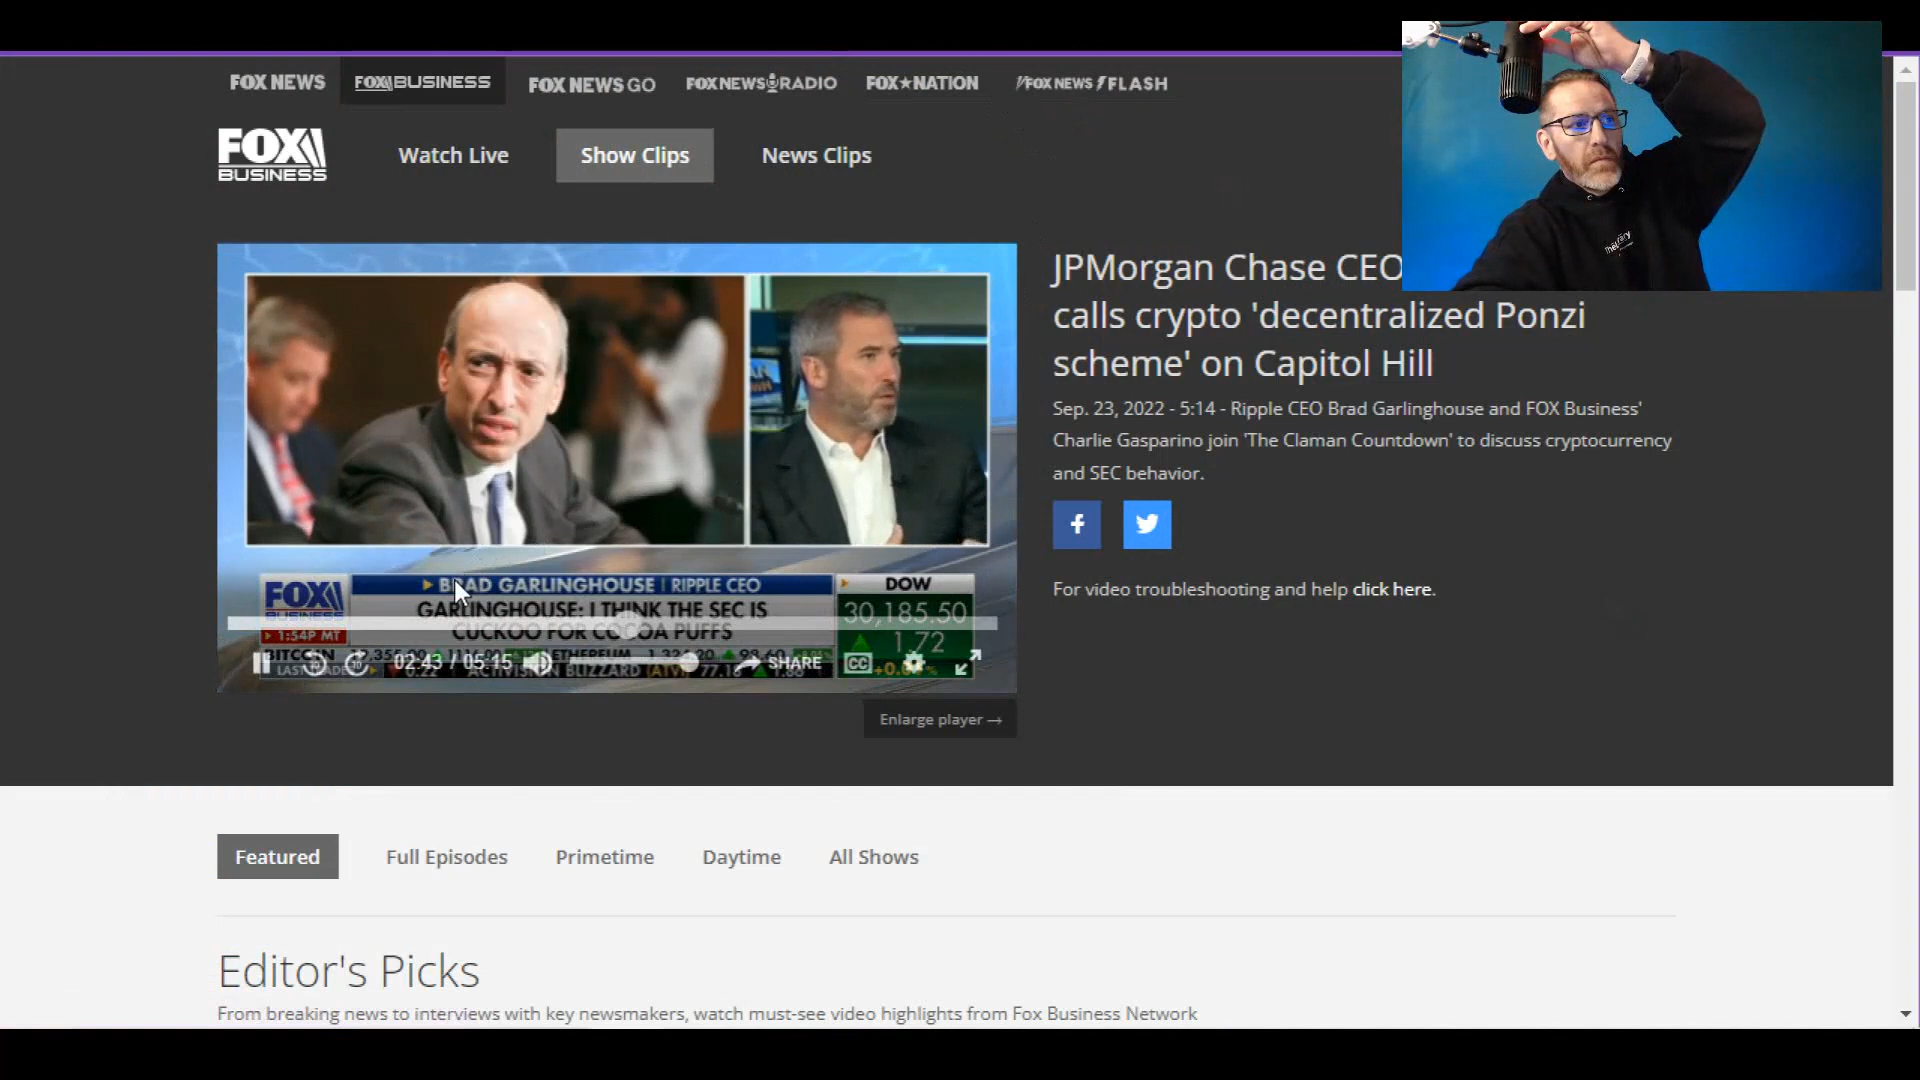 FOX NEWS FOX BUSINESS FOX NEWS GO FOX NEWS RADIO FOX★NATION FOX NEWS FLASH
FOX
BUSINESS
Watch Live Show Clips News Clips
JPMorgan Chase CEO
calls crypto 'decentralized Ponzi
scheme' on Capitol Hill
Sep. 23, 2022 - 5:14 - Ripple CEO Brad Garlinghouse and FOX Business'
Charlie Gasparino join 'The Claman Countdown' to discuss cryptocurrency
and SEC behavior.
For video troubleshooting and help click here.
FOX
BUSINESS
1:54P MT
BRAD GARLINGHOUSE | RIPPLE CEO
GARLINGHOUSE: I THINK THE SEC IS
CUCKOO FOR COCOA PUFFS
DOW
30,185.50
1.72
BITCOIN ETHEREUM
02:43 / 05:15 SHARE CC
BLIZZARD
Enlarge player →
Featured Full Episodes Primetime Daytime All Shows
Editor's Picks
From breaking news to interviews with key newsmakers, watch must-see video highlights from Fox Business Network